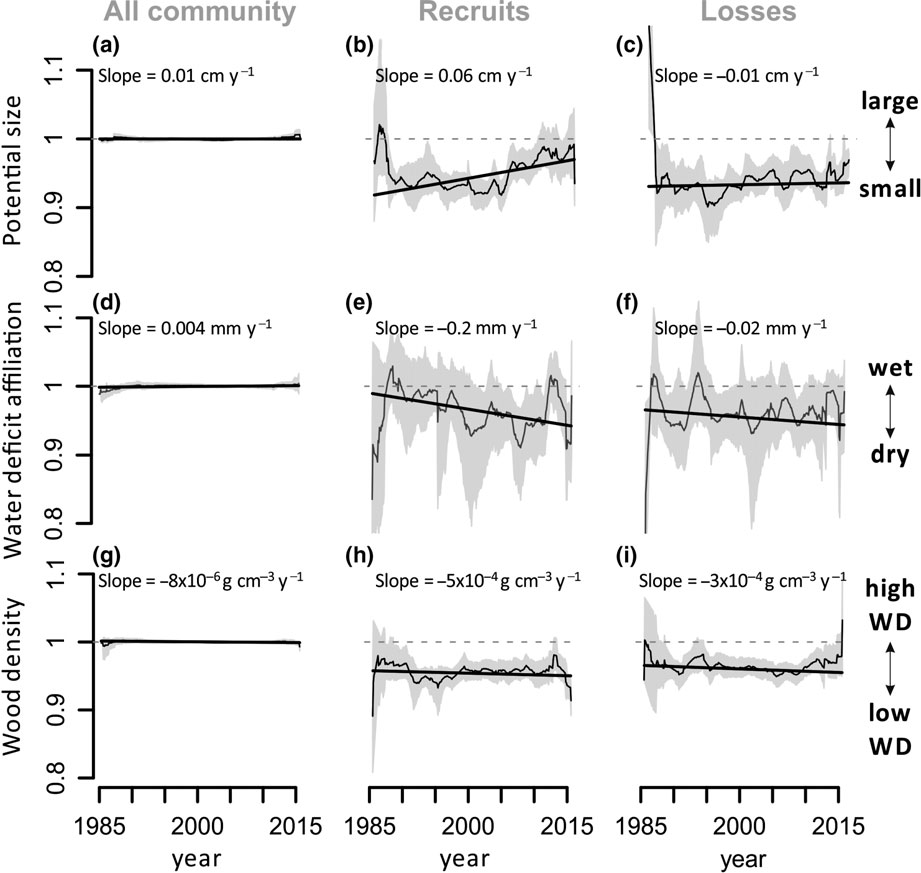 All community Recruits Losses
(a) (b) (c)
Slope = 0.01 cm y⁻¹ Slope = 0.06 cm y⁻¹ Slope = –0.01 cm y⁻¹
Potential size
1.1
1
0.9
0.8
large
small
(d) (e) (f)
Slope = 0.004 mm y⁻¹ Slope = –0.2 mm y⁻¹ Slope = –0.02 mm y⁻¹
Water deficit affiliation
1.1
1
0.9
0.8
wet
dry
(g) (h) (i)
Slope = –8x10⁻⁶ g cm⁻³ y⁻¹ Slope = –5x10⁻⁴ g cm⁻³ y⁻¹ Slope = –3x10⁻⁴ g cm⁻³ y⁻¹
Wood density
1.1
1
0.9
0.8
high
WD
low
WD
1985 2000 2015 1985 2000 2015 1985 2000 2015
year year year